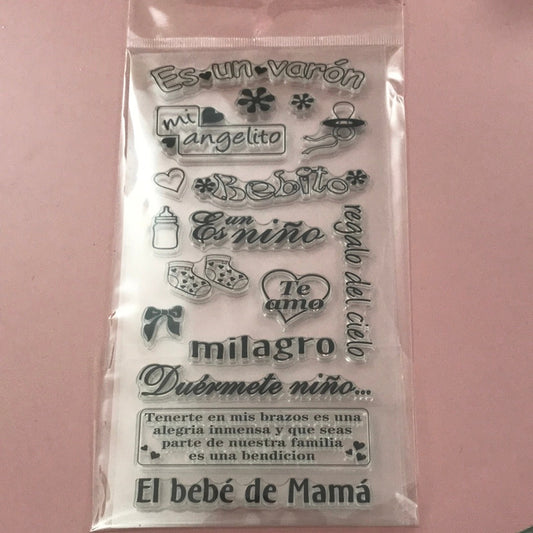 Es un varón
mi
angelito
Bebito
Es un niño
regalo del cielo
Te
amo
milagro
Duérmete niño...
Tenerte en mis brazos es una
alegria inmensa y que seas
parte de nuestra familia
es una bendicion
El bebé de Mamá